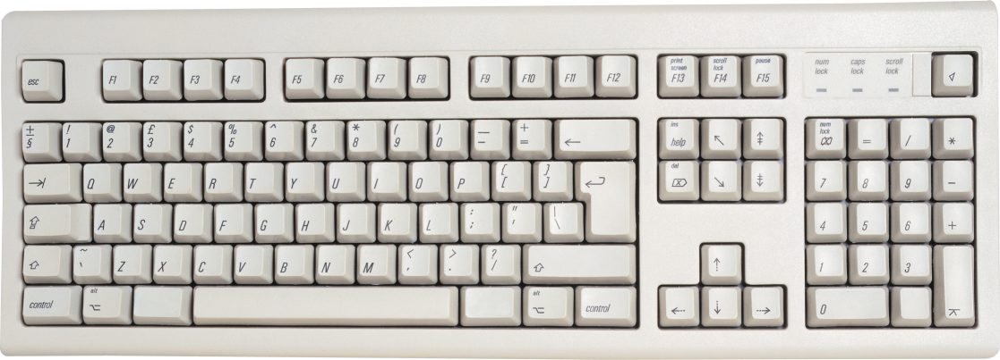 esc F1 F2 F3 F4 F5 F6 F7 F8 F9 F10 F11 F12
print screen F13
scroll lock F14
pause F15
num lock
caps lock
scroll lock
± ! @ £ $ % ^ & * ( ) _ +
§ 1 2 3 4 5 6 7 8 9 0 - = ←
ins help ↖ ⇞
num lock = / *
→| Q W E R T Y U I O P { }
[ ]
del ⌦ ↘ ⇟
7 8 9 -
⇪ A S D F G H J K L : " |
; ' \
4 5 6 +
⇧ ~ Z X C V B N M < > ?
` , . / ⇧
↑
1 2 3
control alt ⌥ alt ⌥ control
← ↓ →
0 . ⌅